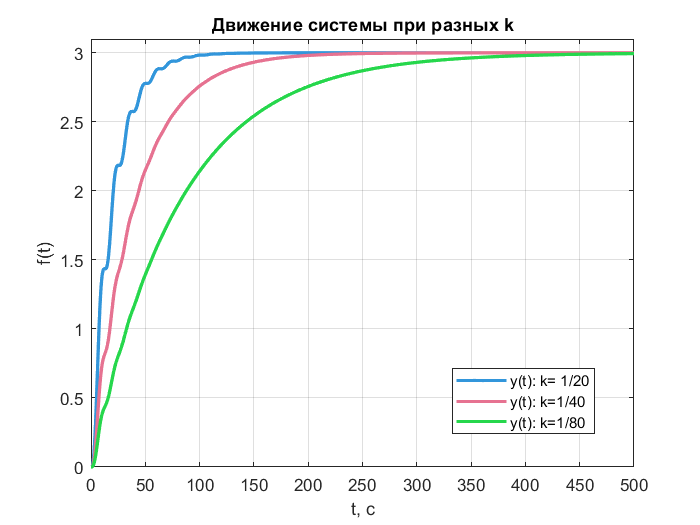 Движение системы при разных k
f(t)
3
2.5
2
1.5
1
0.5
0
y(t): k= 1/20
y(t): k=1/40
y(t): k=1/80
0 50 100 150 200 250 300 350 400 450 500
t, c